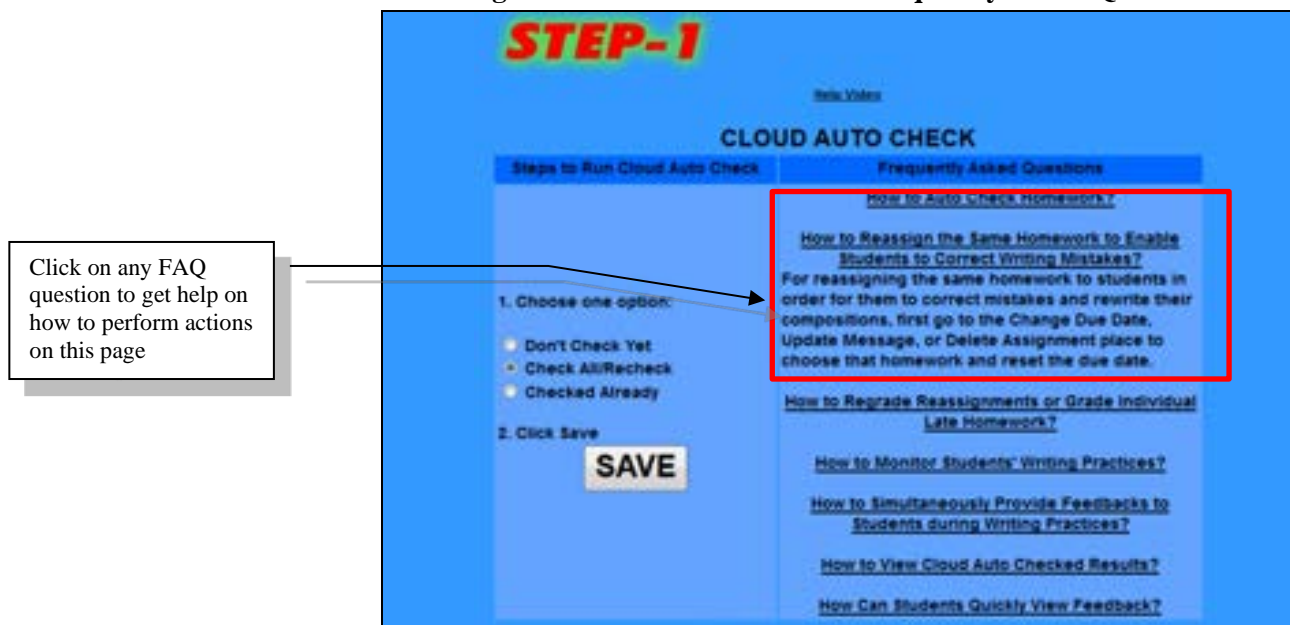 STEP-1
Help Video
CLOUD AUTO CHECK
Steps to Run Cloud Auto Check
Frequently Asked Questions
How to Auto Check Homework?
How to Reassign the Same Homework to Enable
Students to Correct Writing Mistakes?
For reassigning the same homework to students in
order for them to correct mistakes and rewrite their
compositions, first go to the Change Due Date,
Update Message, or Delete Assignment place to
choose that homework and reset the due date.
How to Regrade Reassignments or Grade Individual
Late Homework?
How to Monitor Students' Writing Practices?
How to Simultaneously Provide Feedbacks to
Students during Writing Practices?
How to View Cloud Auto Checked Results?
How Can Students Quickly View Feedback?
1. Choose one option:
Don't Check Yet
Check All/Recheck
Checked Already
2. Click Save
SAVE
Click on any FAQ
question to get help on
how to perform actions
on this page